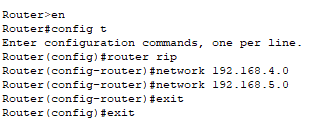 Router>en
Router#config t
Enter configuration commands, one per line.
Router(config)#router rip
Router(config-router)#network 192.168.4.0
Router(config-router)#network 192.168.5.0
Router(config-router)#exit
Router(config)#exit